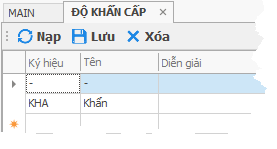 MAIN ĐỘ KHẨN CẤP ×
Nạp Lưu Xóa
Ký hiệu Tên Diễn giải
- -
KHA Khẩn